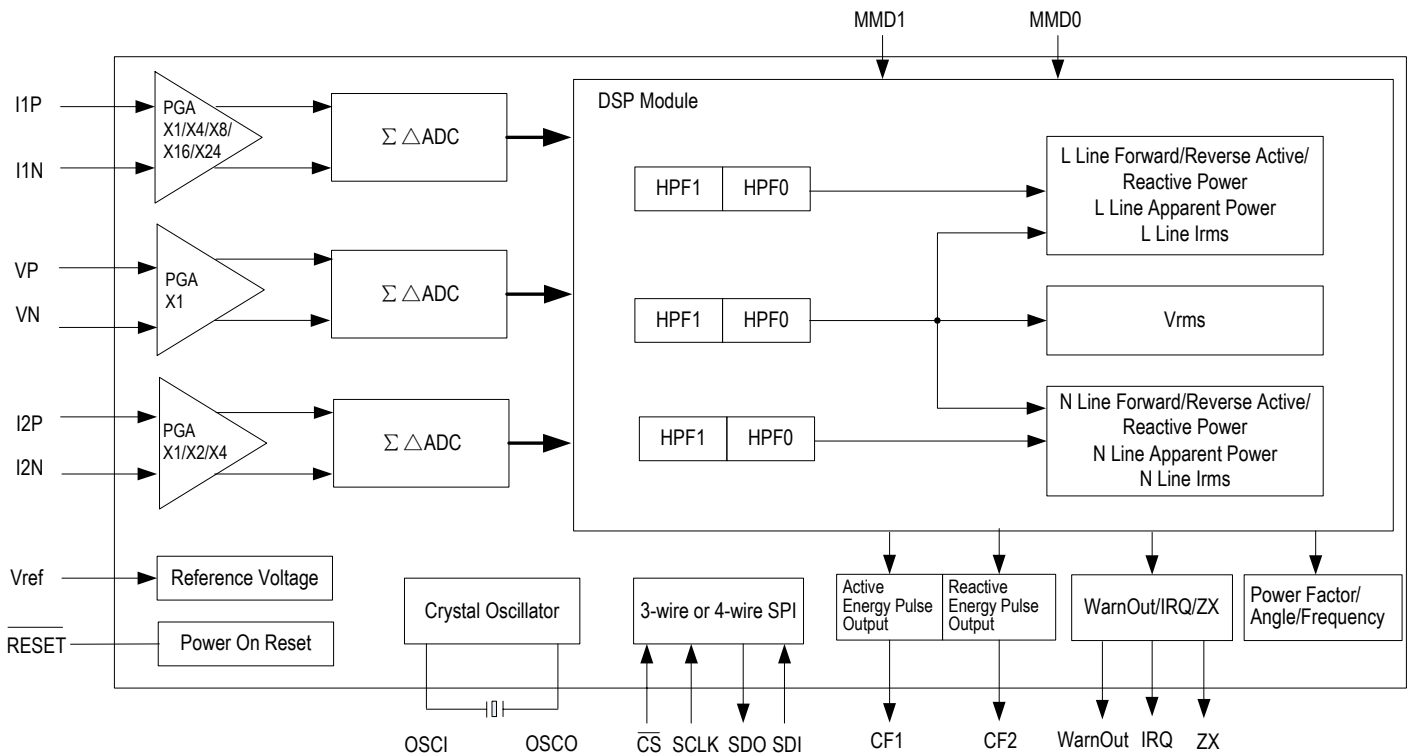 MMD1
MMD0
I1P
I1N
PGA
X1/X4/X8/
X16/X24
Σ △ADC
DSP Module
HPF1
HPF0
L Line Forward/Reverse Active/
Reactive Power
L Line Apparent Power
L Line Irms
VP
VN
PGA
X1
Σ △ADC
HPF1
HPF0
Vrms
I2P
I2N
PGA
X1/X2/X4
Σ △ADC
HPF1
HPF0
N Line Forward/Reverse Active/
Reactive Power
N Line Apparent Power
N Line Irms
Vref
Reference Voltage
RESET
Power On Reset
Crystal Oscillator
3-wire or 4-wire SPI
Active
Energy Pulse
Output
Reactive
Energy Pulse
Output
WarnOut/IRQ/ZX
Power Factor/
Angle/Frequency
OSCI
OSCO
CS
SCLK
SDO
SDI
CF1
CF2
WarnOut
IRQ
ZX